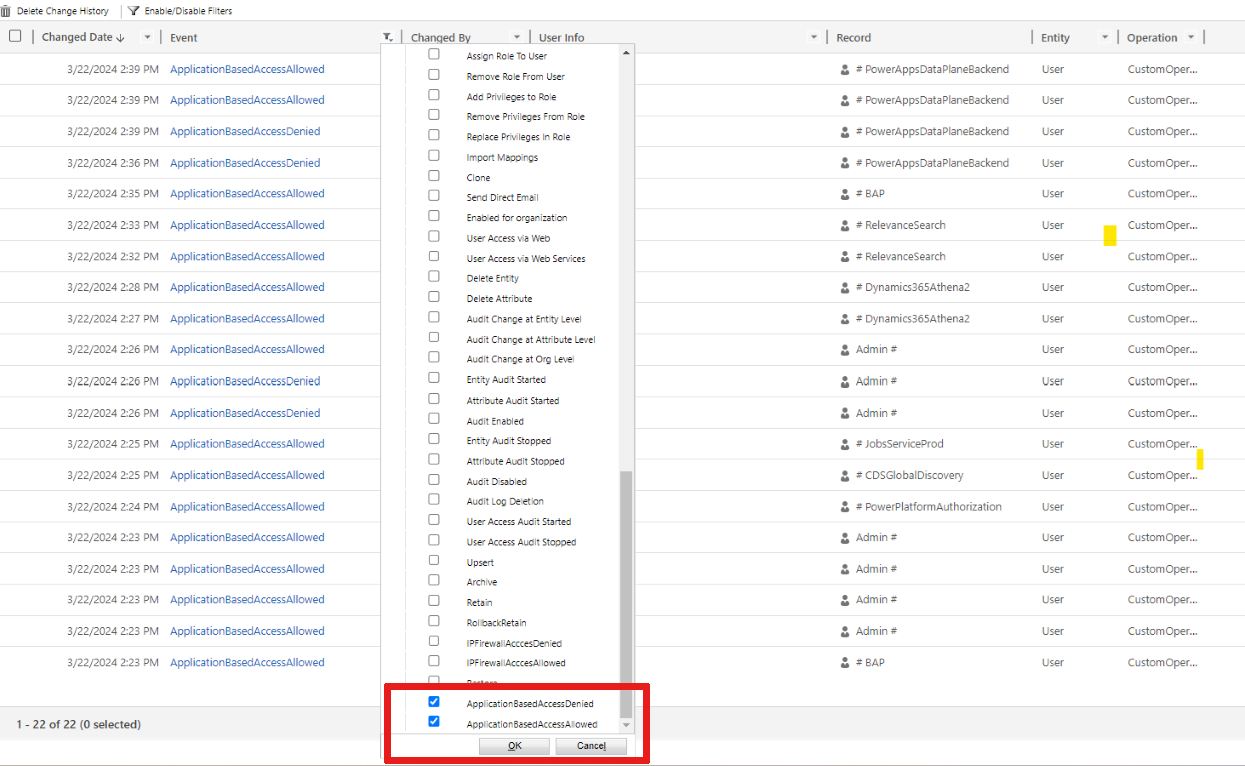 Delete Change History Enable/Disable Filters
Changed Date Event Changed By User Info Record Entity Operation
3/22/2024 2:39 PM ApplicationBasedAccessAllowed # PowerAppsDataPlaneBackend User CustomOper...
3/22/2024 2:39 PM ApplicationBasedAccessAllowed # PowerAppsDataPlaneBackend User CustomOper...
3/22/2024 2:39 PM ApplicationBasedAccessDenied # PowerAppsDataPlaneBackend User CustomOper...
3/22/2024 2:36 PM ApplicationBasedAccessDenied # PowerAppsDataPlaneBackend User CustomOper...
3/22/2024 2:35 PM ApplicationBasedAccessAllowed # BAP User CustomOper...
3/22/2024 2:33 PM ApplicationBasedAccessAllowed # RelevanceSearch User CustomOper...
3/22/2024 2:32 PM ApplicationBasedAccessAllowed # RelevanceSearch User CustomOper...
3/22/2024 2:28 PM ApplicationBasedAccessAllowed # Dynamics365Athena2 User CustomOper...
3/22/2024 2:27 PM ApplicationBasedAccessAllowed # Dynamics365Athena2 User CustomOper...
3/22/2024 2:26 PM ApplicationBasedAccessAllowed Admin # User CustomOper...
3/22/2024 2:26 PM ApplicationBasedAccessDenied Admin # User CustomOper...
3/22/2024 2:26 PM ApplicationBasedAccessDenied Admin # User CustomOper...
3/22/2024 2:25 PM ApplicationBasedAccessAllowed # JobsServiceProd User CustomOper...
3/22/2024 2:25 PM ApplicationBasedAccessAllowed # CDSGlobalDiscovery User CustomOper...
3/22/2024 2:24 PM ApplicationBasedAccessAllowed # PowerPlatformAuthorization User CustomOper...
3/22/2024 2:23 PM ApplicationBasedAccessAllowed Admin # User CustomOper...
3/22/2024 2:23 PM ApplicationBasedAccessAllowed Admin # User CustomOper...
3/22/2024 2:23 PM ApplicationBasedAccessAllowed Admin # User CustomOper...
3/22/2024 2:23 PM ApplicationBasedAccessAllowed Admin # User CustomOper...
3/22/2024 2:23 PM ApplicationBasedAccessAllowed # BAP User CustomOper...
Assign Role To User
Remove Role From User
Add Privileges to Role
Remove Privileges From Role
Replace Privileges In Role
Import Mappings
Clone
Send Direct Email
Enabled for organization
User Access via Web
User Access via Web Services
Delete Entity
Delete Attribute
Audit Change at Entity Level
Audit Change at Attribute Level
Audit Change at Org Level
Entity Audit Started
Attribute Audit Started
Audit Enabled
Entity Audit Stopped
Attribute Audit Stopped
Audit Disabled
Audit Log Deletion
User Access Audit Started
User Access Audit Stopped
Upsert
Archive
Retain
RollbackRetain
IPFirewallAcccesDenied
IPFirewallAcccesAllowed
Restore
ApplicationBasedAccessDenied
ApplicationBasedAccessAllowed
OK Cancel
1 - 22 of 22 (0 selected)